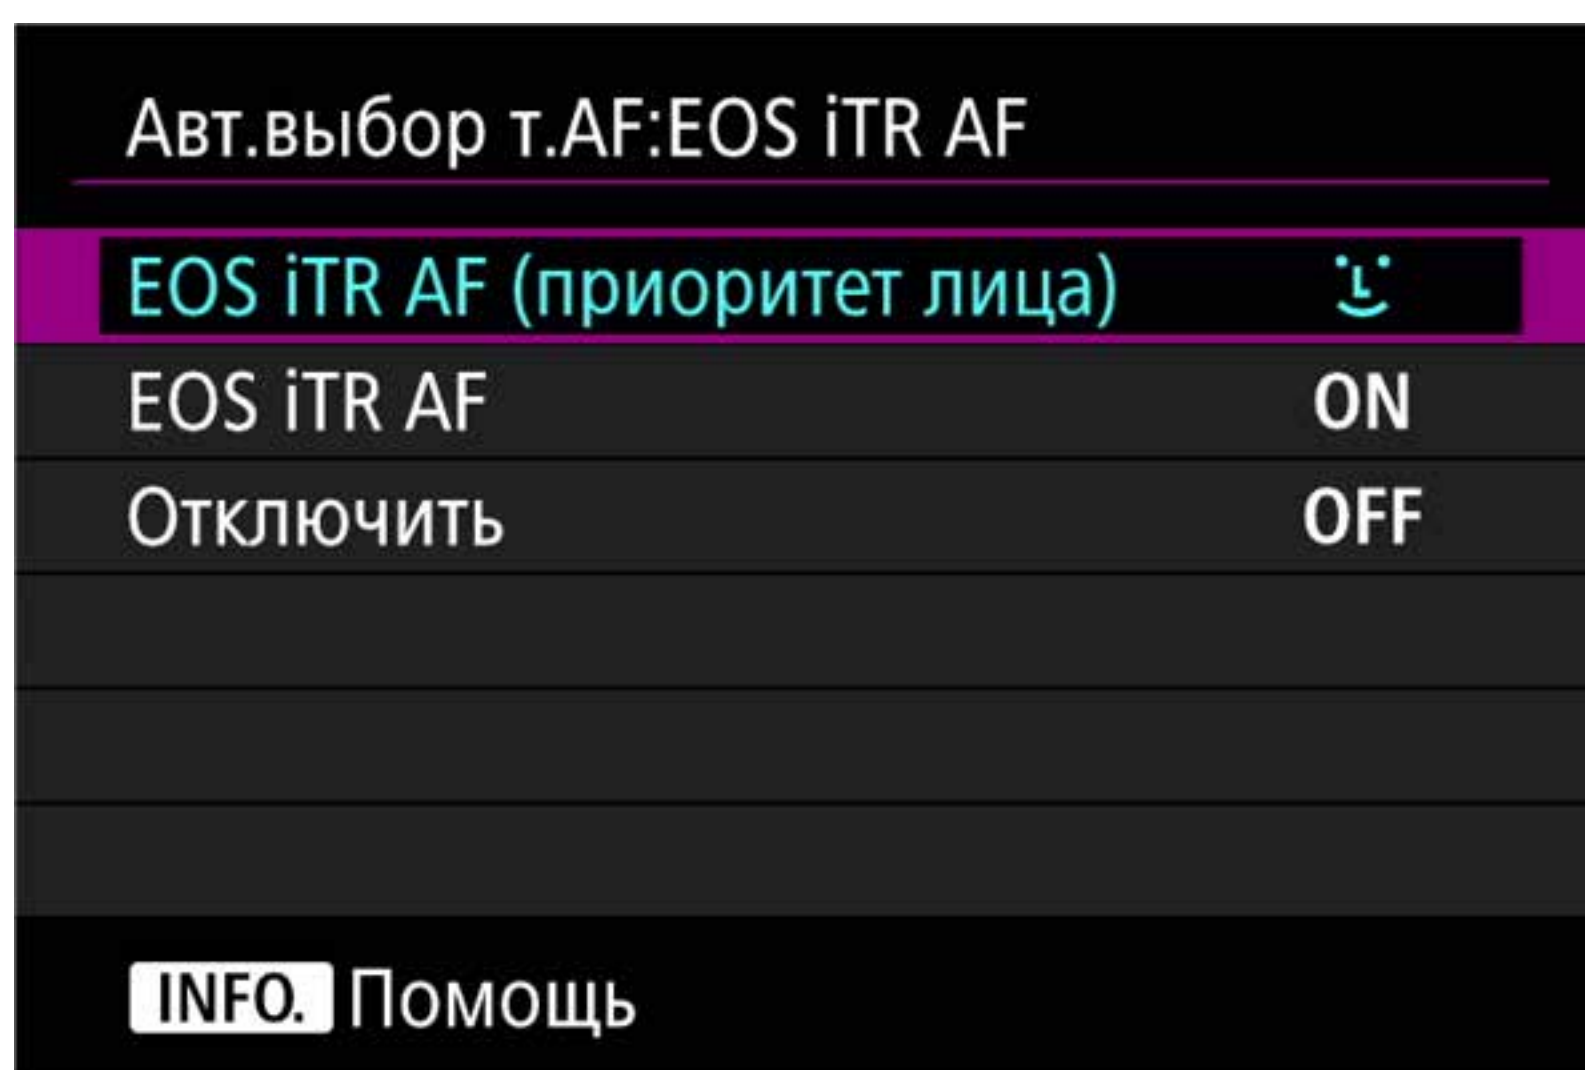 Авт.выбор т.AF:EOS iTR AF
EOS iTR AF (приоритет лица)
EOS iTR AF ON
Отключить OFF
INFO. Помощь